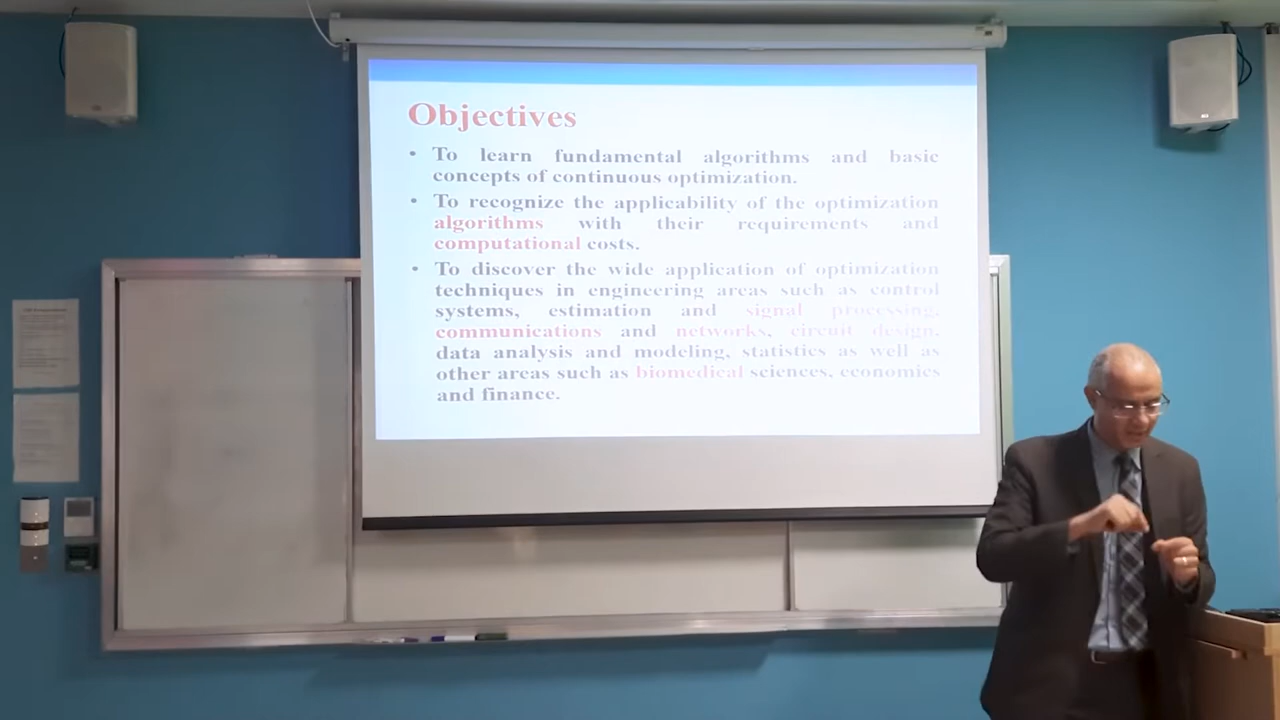 Objectives
• To learn fundamental algorithms and basic
concepts of continuous optimization.
• To recognize the applicability of the optimization
algorithms with their requirements and
computational costs.
• To discover the wide application of optimization
techniques in engineering areas such as control
systems, estimation and signal processing,
communications and networks, circuit design,
data analysis and modeling, statistics as well as
other areas such as biomedical sciences, economics
and finance.